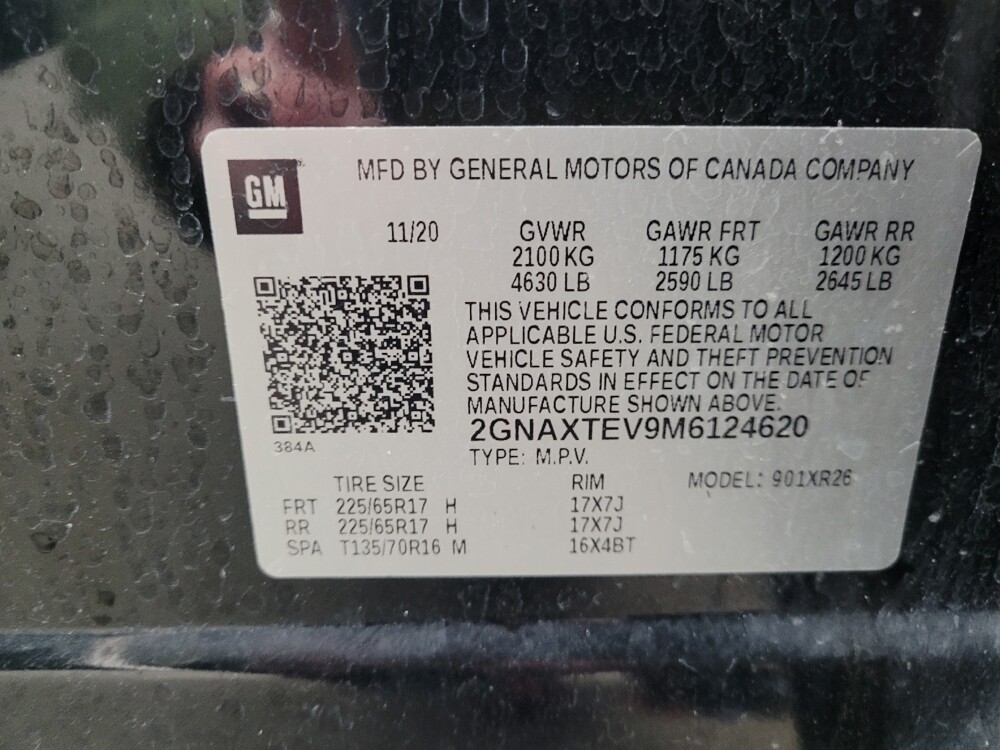 GM
MFD BY GENERAL MOTORS OF CANADA COMPANY
11/20 GVWR GAWR FRT GAWR RR
2100 KG 1175 KG 1200 KG
4630 LB 2590 LB 2645 LB
THIS VEHICLE CONFORMS TO ALL
APPLICABLE U.S. FEDERAL MOTOR
VEHICLE SAFETY AND THEFT PREVENTION
STANDARDS IN EFFECT ON THE DATE OF
MANUFACTURE SHOWN ABOVE.
2GNAXTEV9M6124620
384A
TYPE: M.P.V.
TIRE SIZE RIM MODEL: 901XR26
FRT 225/65R17 H 17X7J
RR 225/65R17 H 17X7J
SPA T135/70R16 M 16X4BT